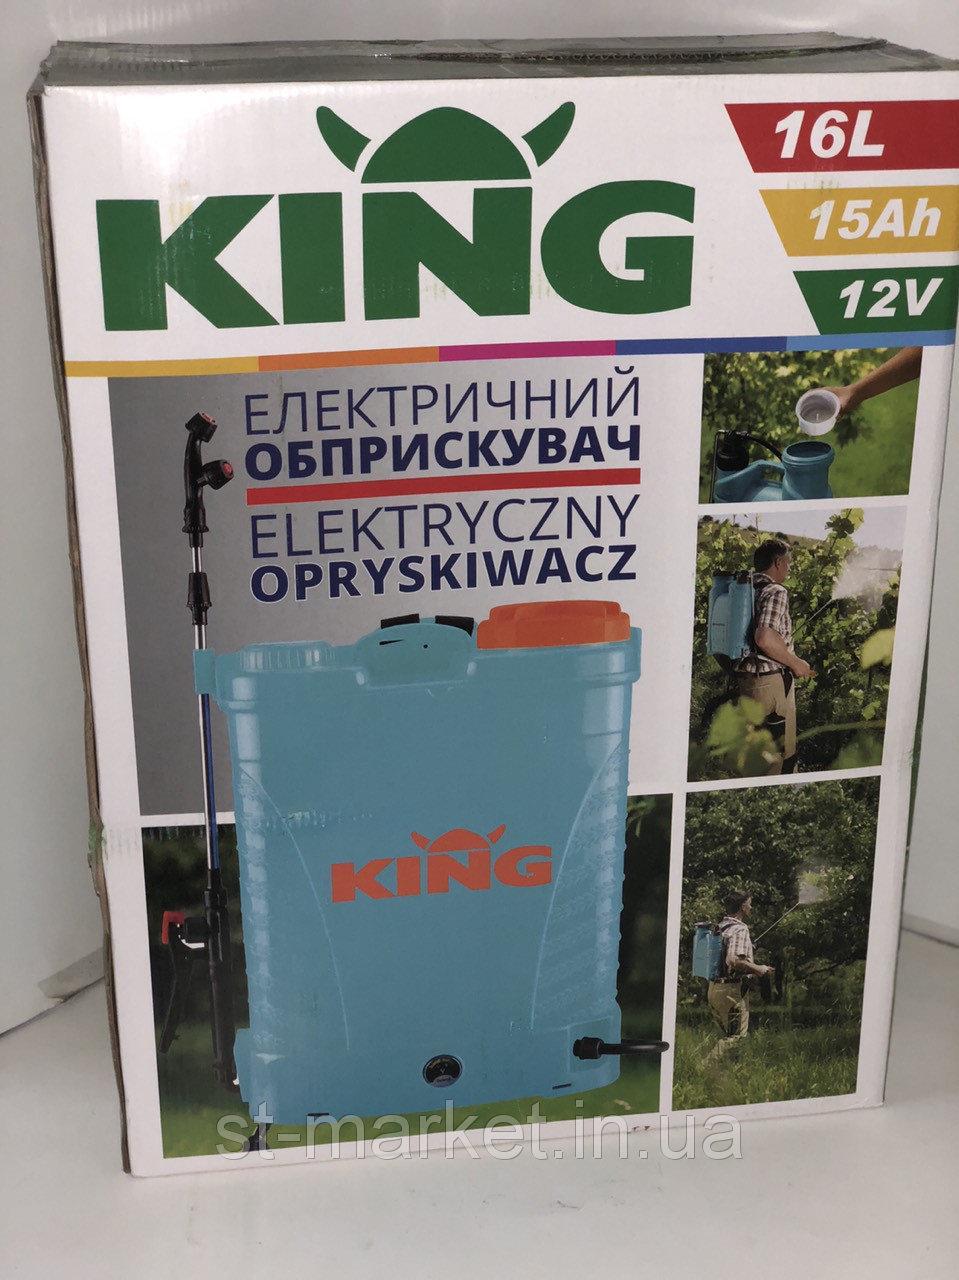 KING
16L
15Ah
12V
ЕЛЕКТРИЧНИЙ
ОБПРИСКУВАЧ
ELEKTRYCZNY
OPRYSKIWACZ
KING
st-market.in.ua